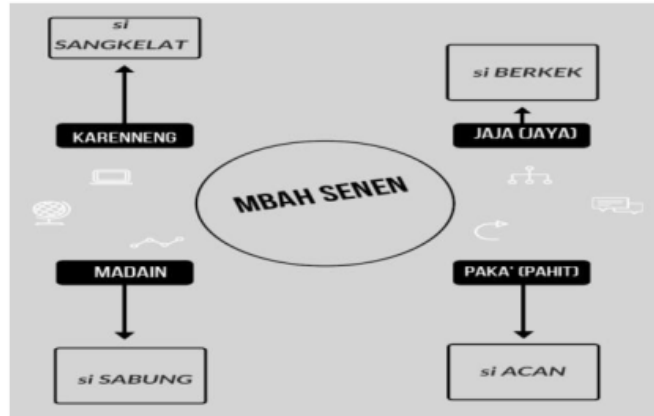 si
SANGKELAT
si BERKEK
KARENNENG
JAJA (JAYA)
MBAH SENEN
MADAIN
PAKA' (PAHIT)
si SABUNG
si ACAN